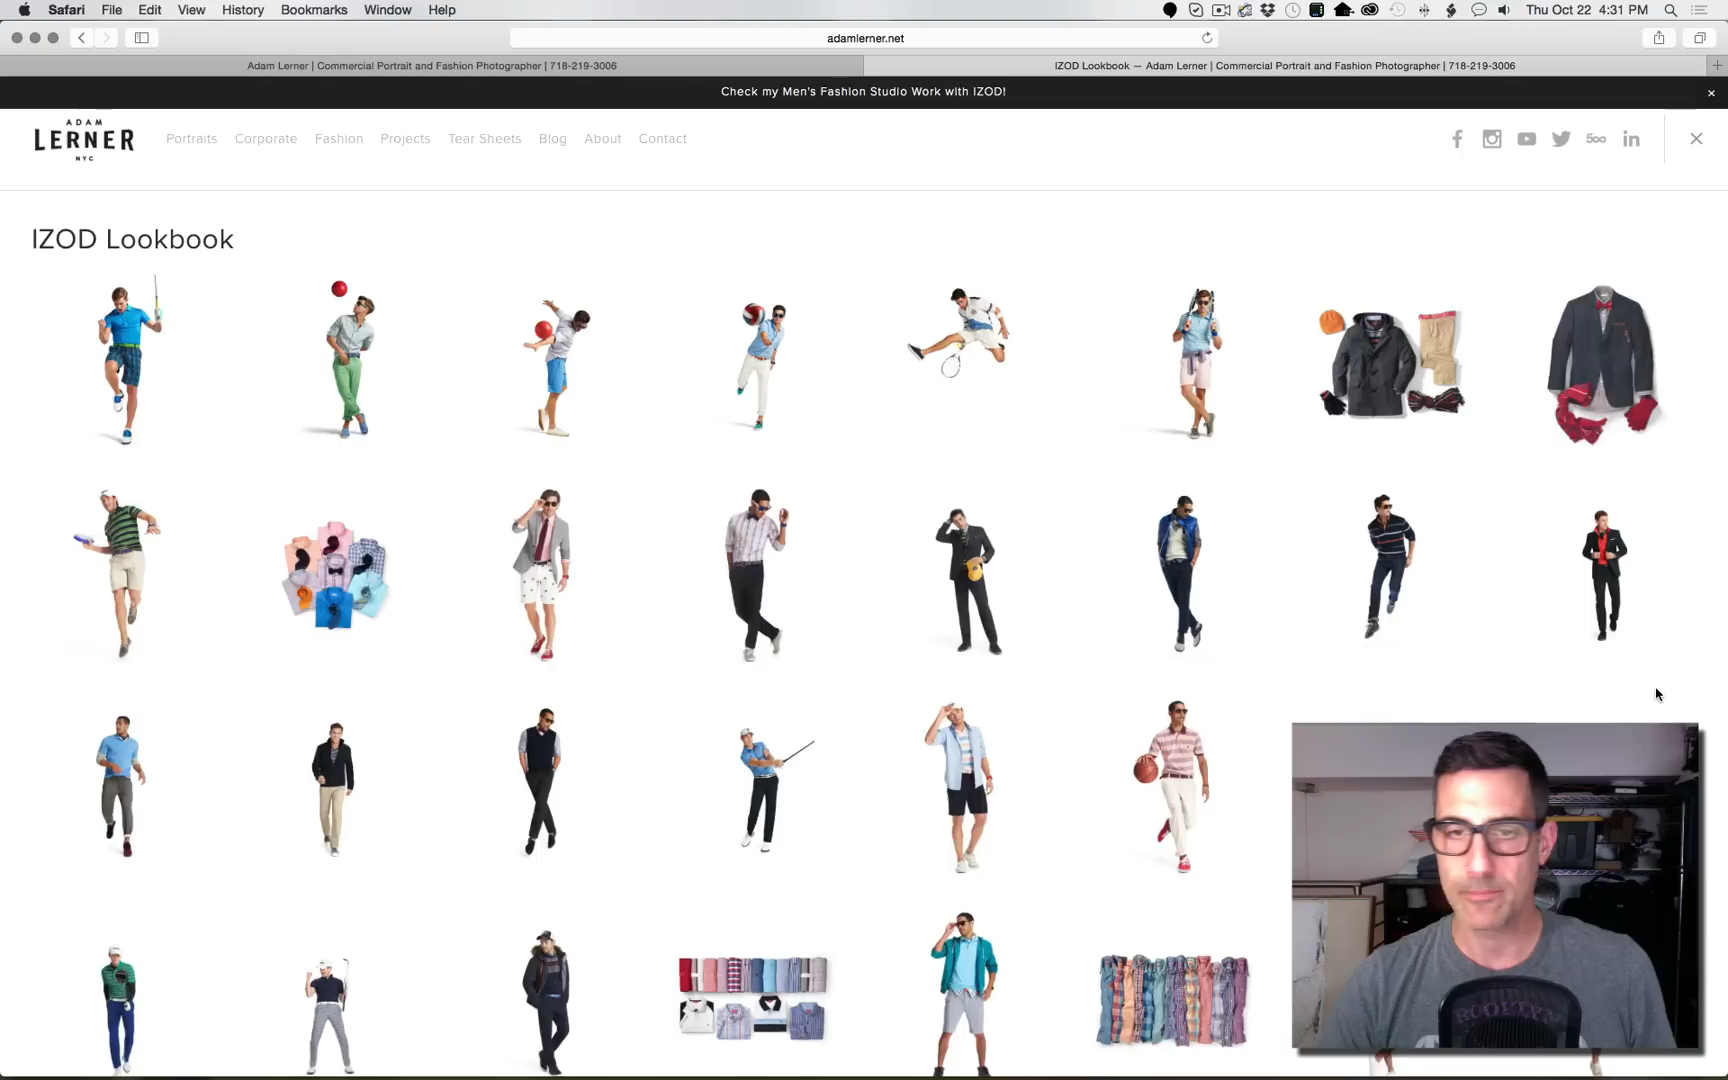 Safari File Edit View History Bookmarks Window Help Thu Oct 22 4:31 PM
adamlerner.net
Adam Lerner | Commercial Portrait and Fashion Photographer | 718-219-3006 IZOD Lookbook — Adam Lerner | Commercial Portrait and Fashion Photographer | 718-219-3006
Check my Men's Fashion Studio Work with IZOD!
ADAM
LERNER
NYC
Portraits Corporate Fashion Projects Tear Sheets Blog About Contact
500
IZOD Lookbook